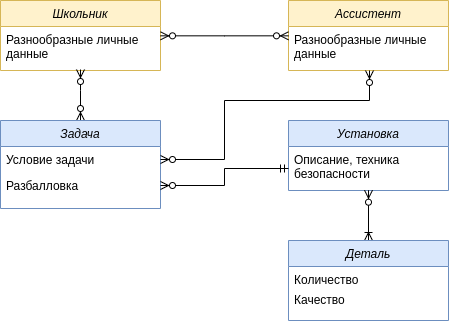 Школьник
Разнообразные личные
данные
Ассистент
Разнообразные личные
данные
Задача
Условие задачи
Разбалловка
Установка
Описание, техника
безопасности
Деталь
Количество
Качество